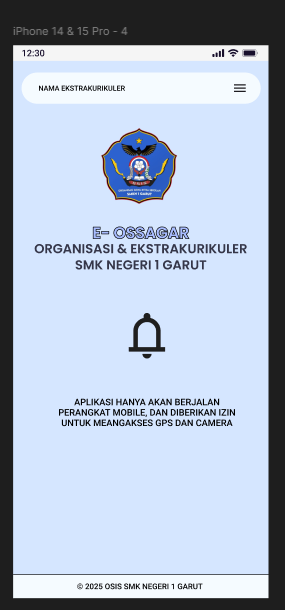 iPhone 14 & 15 Pro - 4
12:30
NAMA EKSTRAKURIKULER
E- OSSAGAR
ORGANISASI & EKSTRAKURIKULER
SMK NEGERI 1 GARUT
APLIKASI HANYA AKAN BERJALAN
PERANGKAT MOBILE, DAN DIBERIKAN IZIN
UNTUK MEANGAKSES GPS DAN CAMERA
© 2025 OSIS SMK NEGERI 1 GARUT